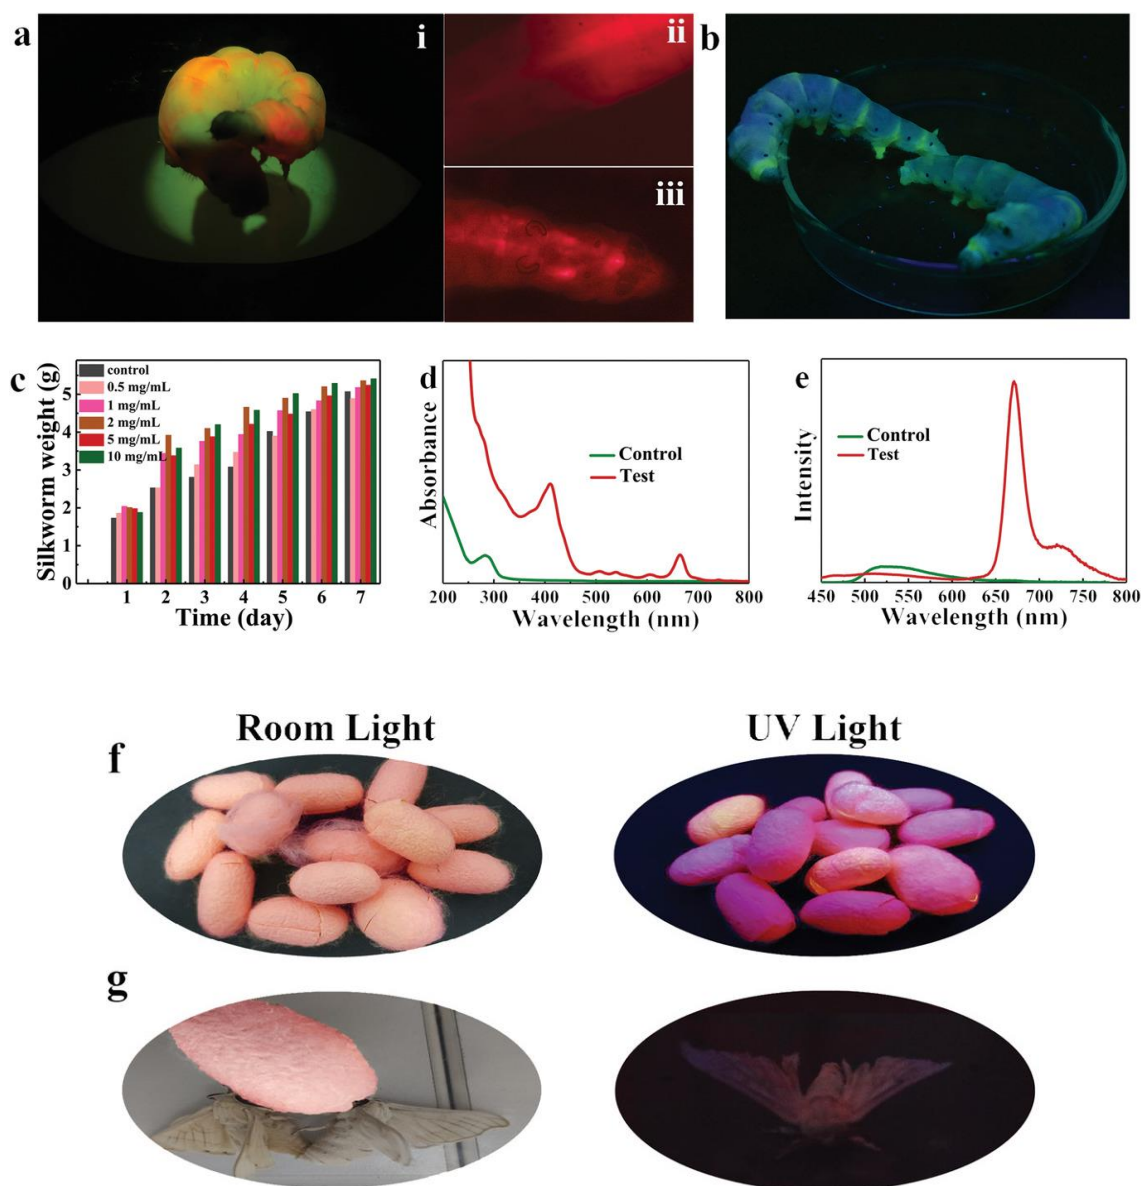 a
i
ii
iii
b
c
Silkworm weight (g)
5
4
3
2
1
0
control
0.5 mg/mL
1 mg/mL
2 mg/mL
5 mg/mL
10 mg/mL
1 2 3 4 5 6 7
Time (day)
d
Absorbance
Control
Test
200 300 400 500 600 700 800
Wavelength (nm)
e
Intensity
Control
Test
450 500 550 600 650 700 750 800
Wavelength (nm)
Room Light
UV Light
f
g